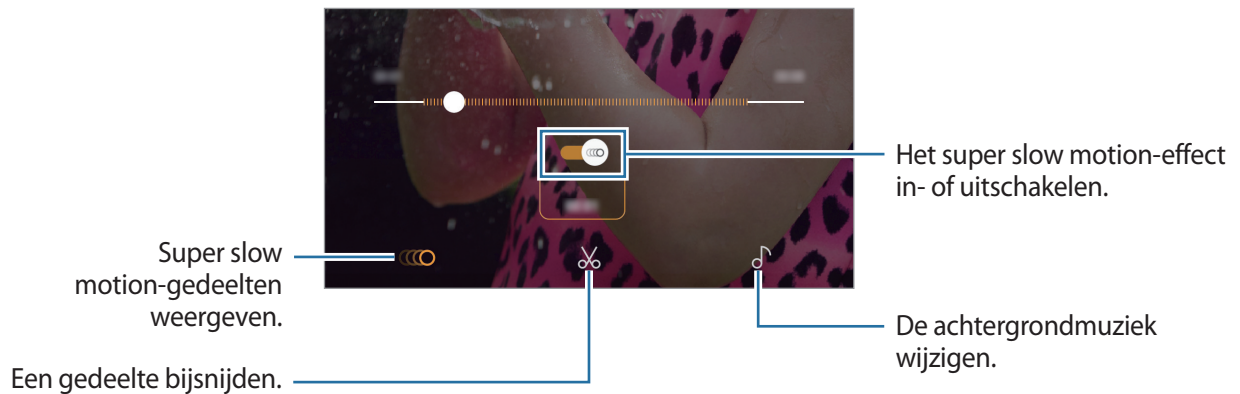 Het super slow motion-effect
in- of uitschakelen.
Super slow
motion-gedeelten
weergeven.
De achtergrondmuziek
wijzigen.
Een gedeelte bijsnijden.